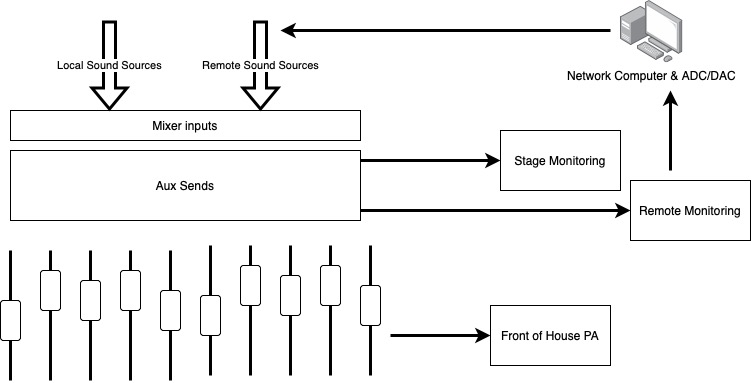 Local Sound Sources
Remote Sound Sources
Network Computer & ADC/DAC
Mixer inputs
Stage Monitoring
Aux Sends
Remote Monitoring
Front of House PA